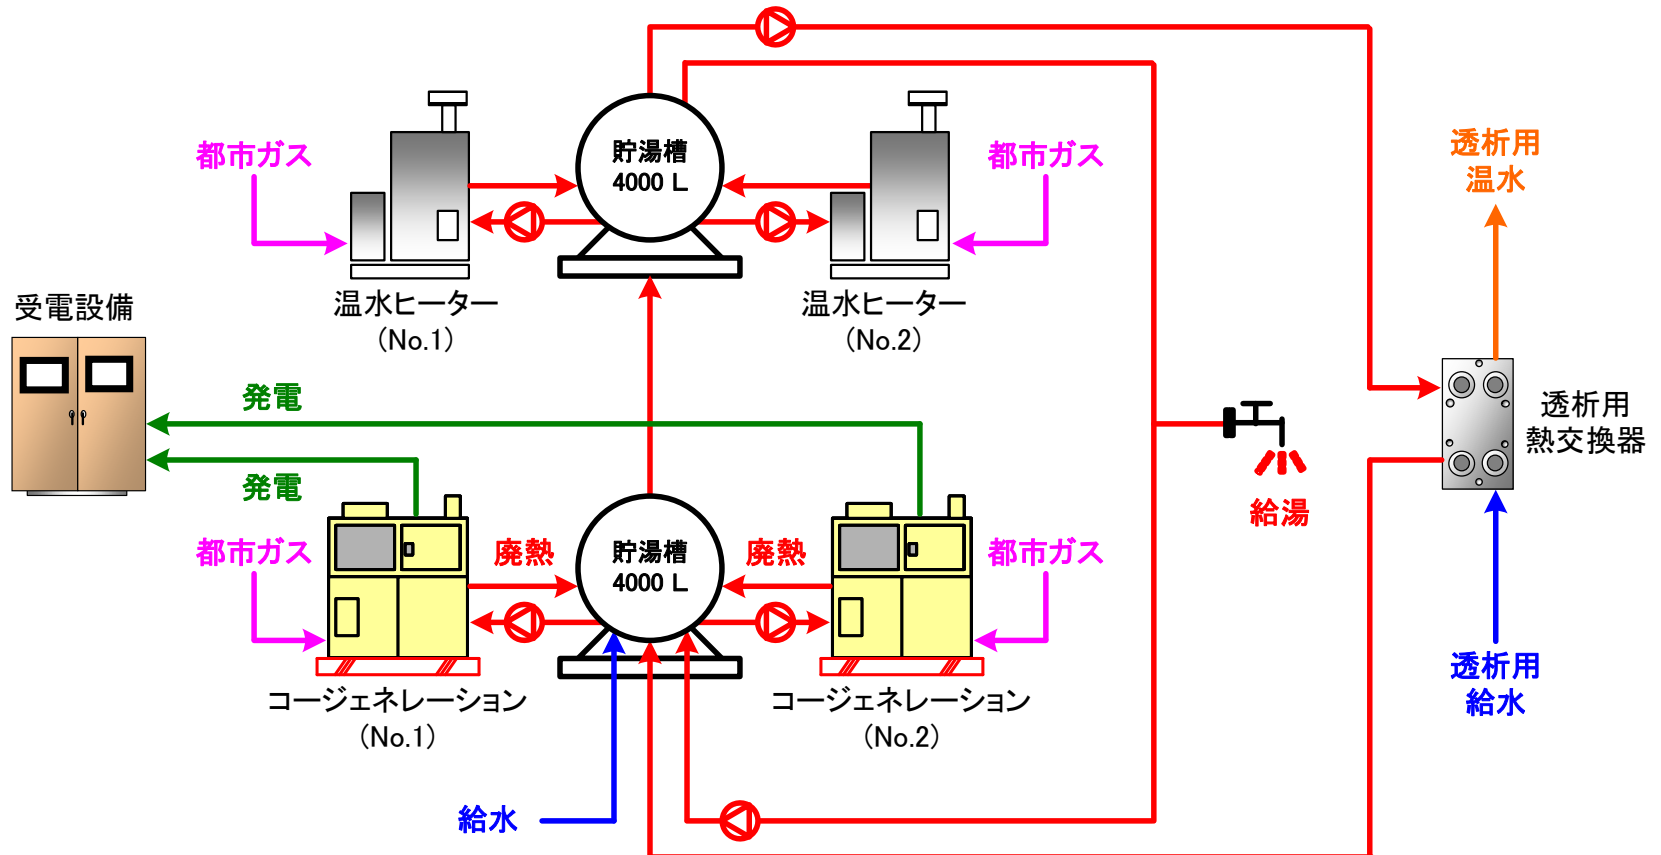 都市ガス
貯湯槽
4000 L
都市ガス
透析用
温水
温水ヒーター
(No.1)
温水ヒーター
(No.2)
受電設備
発電
発電
透析用
熱交換器
給湯
都市ガス
廃熱
貯湯槽
4000 L
廃熱
都市ガス
コージェネレーション
(No.1)
コージェネレーション
(No.2)
透析用
給水
給水